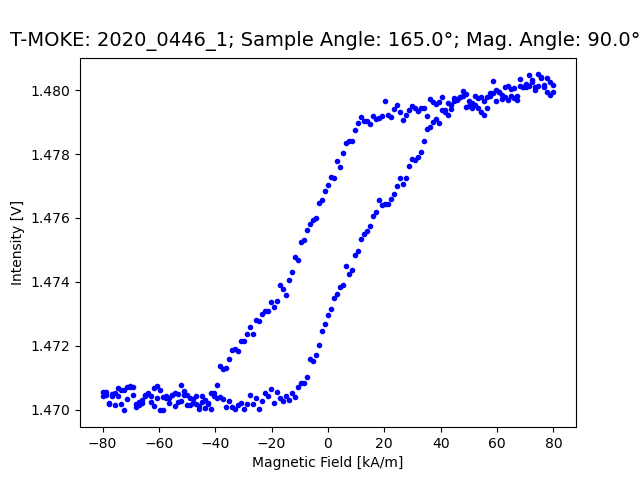 T-MOKE: 2020_0446_1; Sample Angle: 165.0°; Mag. Angle: 90.0°
1.480
1.478
1.476
1.474
1.472
1.470
Intensity [V]
−80 −60 −40 −20 0 20 40 60 80
Magnetic Field [kA/m]